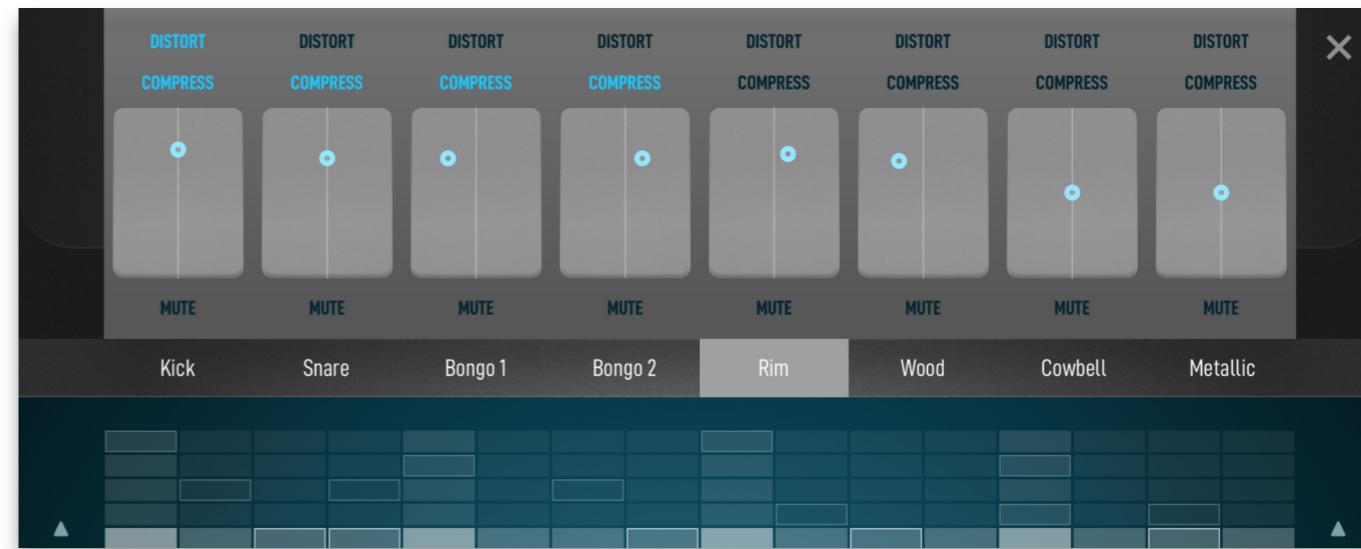 DISTORT DISTORT DISTORT DISTORT DISTORT DISTORT DISTORT DISTORT
COMPRESS COMPRESS COMPRESS COMPRESS COMPRESS COMPRESS COMPRESS COMPRESS
MUTE MUTE MUTE MUTE MUTE MUTE MUTE MUTE
Kick Snare Bongo 1 Bongo 2 Rim Wood Cowbell Metallic